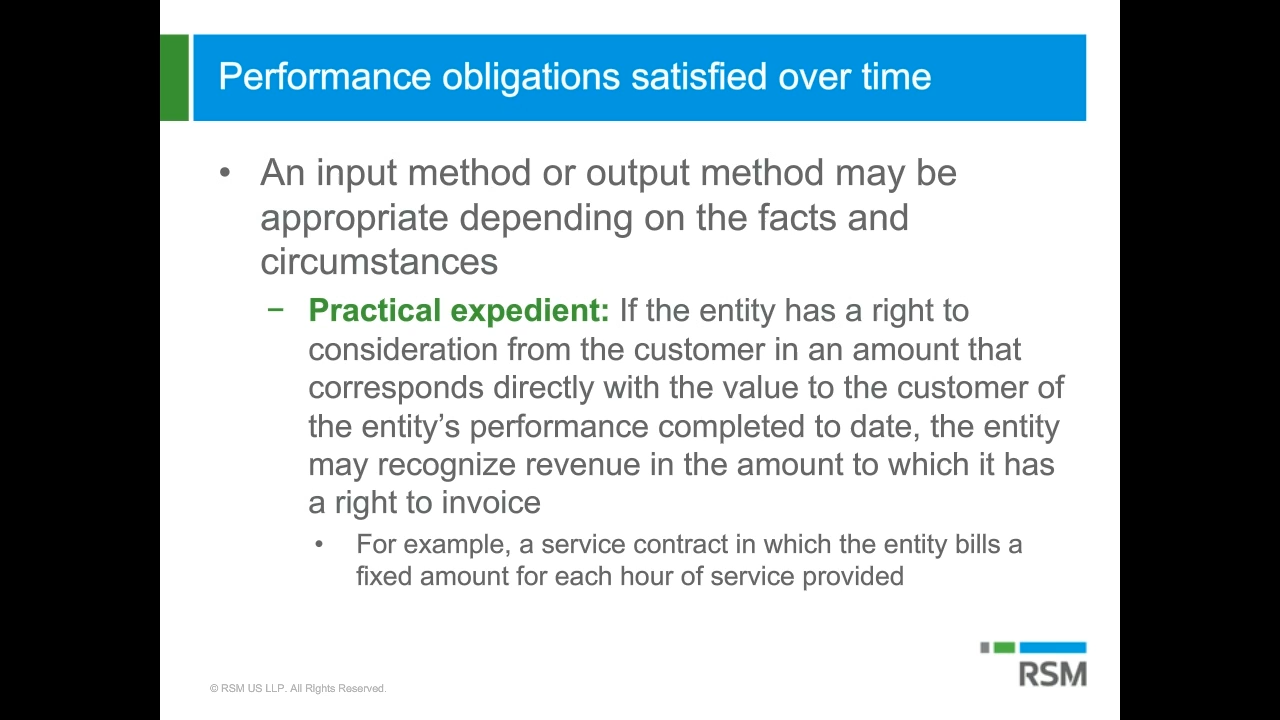 Performance obligations satisfied over time
• An input method or output method may be
appropriate depending on the facts and
circumstances
− Practical expedient: If the entity has a right to
consideration from the customer in an amount that
corresponds directly with the value to the customer of
the entity’s performance completed to date, the entity
may recognize revenue in the amount to which it has
a right to invoice
• For example, a service contract in which the entity bills a
fixed amount for each hour of service provided
RSM
© RSM US LLP. All Rights Reserved.